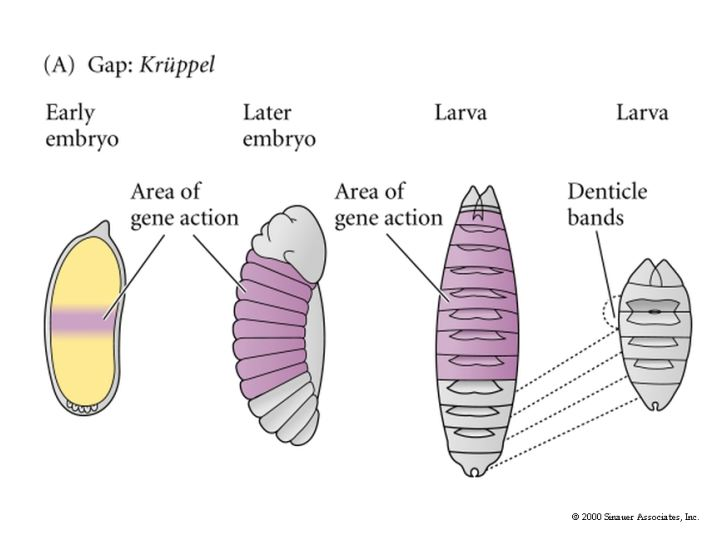 (A) Gap: Krüppel
Early
embryo
Later
embryo
Larva
Larva
Area of
gene action
Area of
gene action
Denticle
bands
© 2000 Sinauer Associates, Inc.